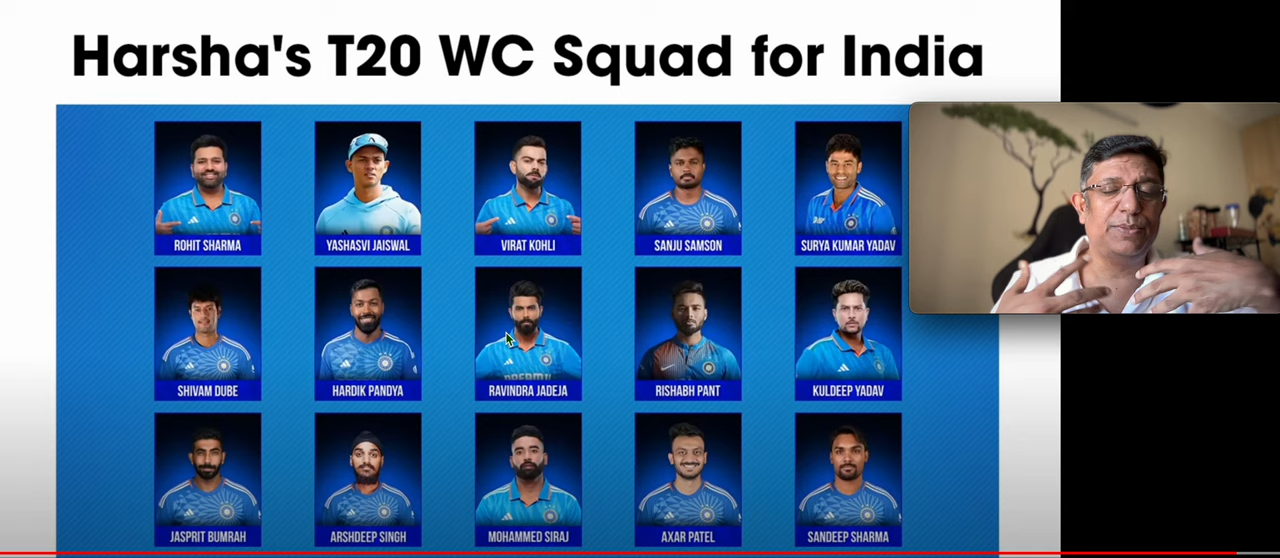 Harsha's T20 WC Squad for India
ROHIT SHARMA
YASHASVI JAISWAL
VIRAT KOHLI
SANJU SAMSON
SURYA KUMAR YADAV
SHIVAM DUBE
HARDIK PANDYA
RAVINDRA JADEJA
RISHABH PANT
KULDEEP YADAV
JASPRIT BUMRAH
ARSHDEEP SINGH
MOHAMMED SIRAJ
AXAR PATEL
SANDEEP SHARMA